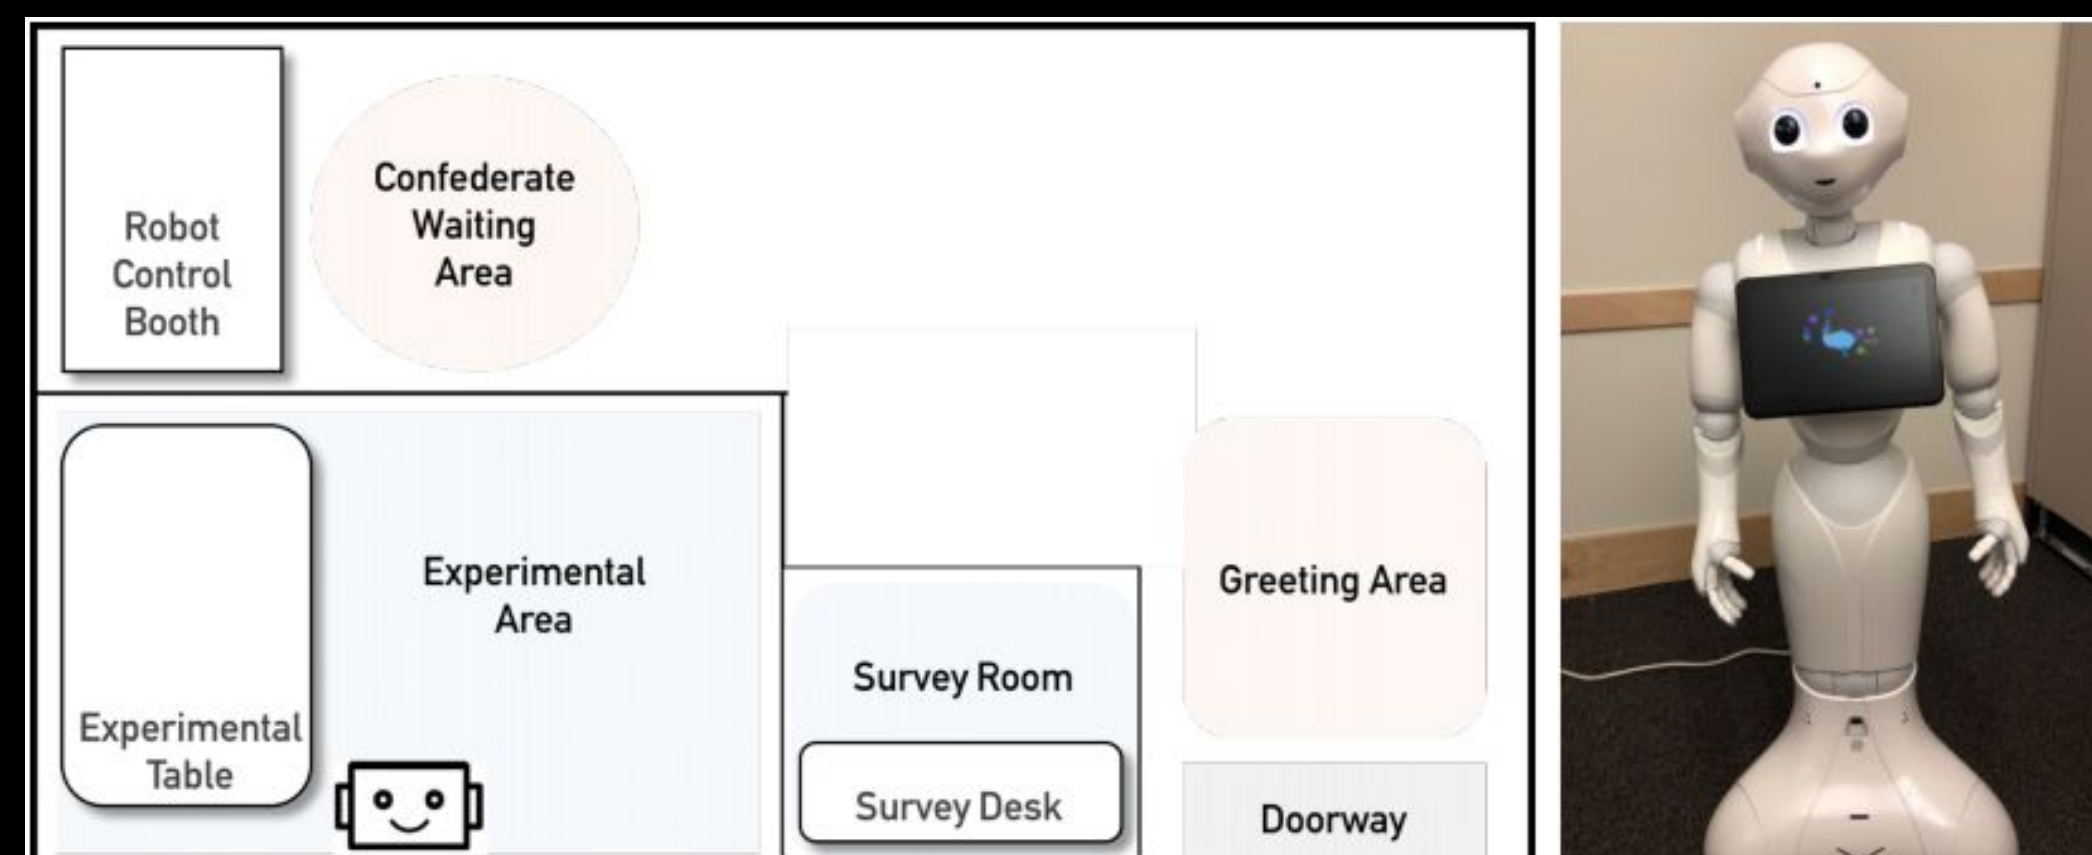 Robot
Control
Booth
Confederate
Waiting
Area
Experimental
Area
Experimental
Table
Survey Room
Survey Desk
Greeting Area
Doorway